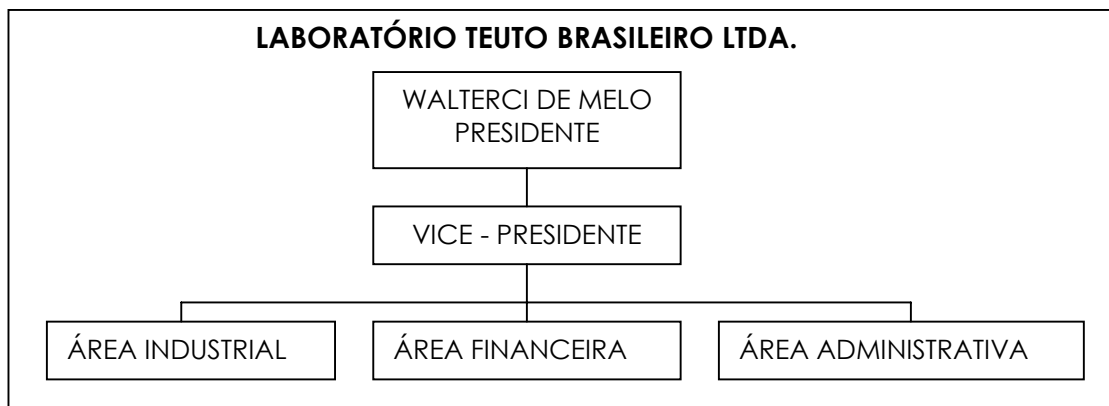 LABORATÓRIO TEUTO BRASILEIRO LTDA.
WALTERCI DE MELO
PRESIDENTE
VICE - PRESIDENTE
ÁREA INDUSTRIAL
ÁREA FINANCEIRA
ÁREA ADMINISTRATIVA